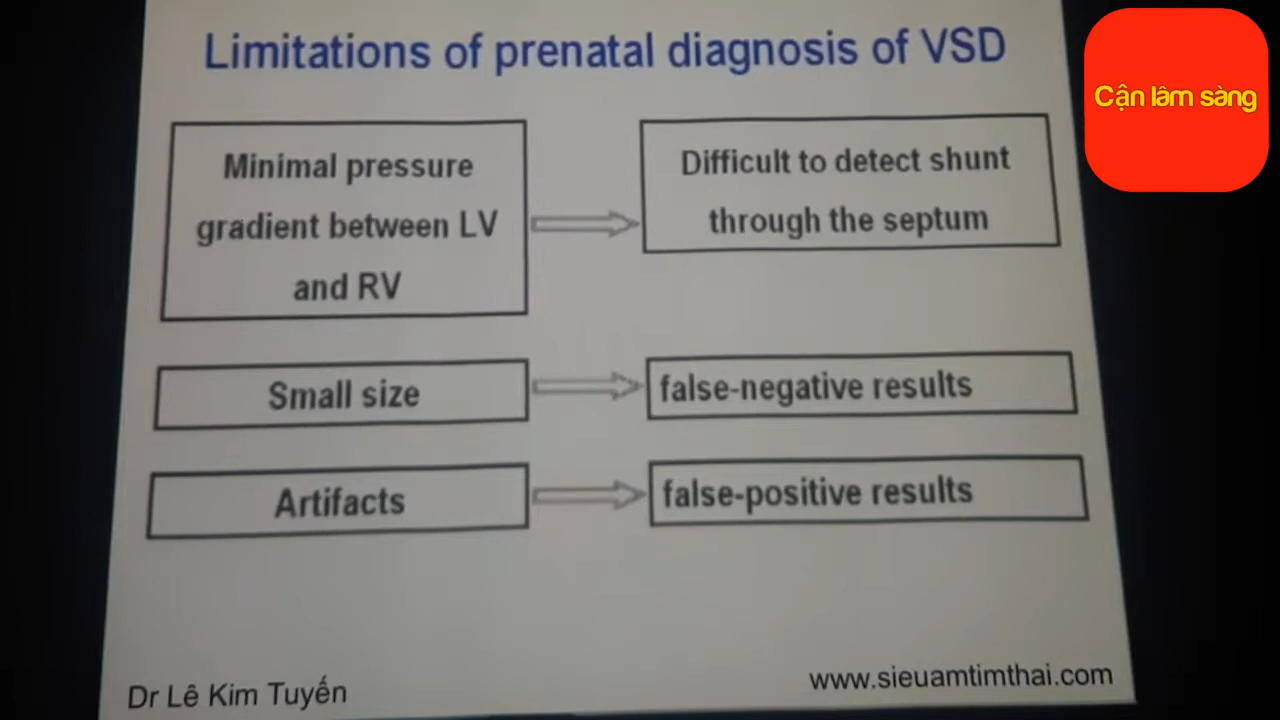 Limitations of prenatal diagnosis of VSD
Cận lâm sàng
Minimal pressure
gradient between LV
and RV
Difficult to detect shunt
through the septum
Small size
false-negative results
Artifacts
false-positive results
Dr Lê Kim Tuyến
www.sieuamtimthai.com